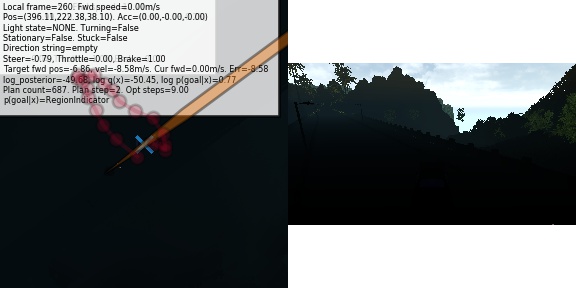 Local frame=260. Fwd speed=0.00m/s
Pos=(396.11,222.38,38.10). Acc=(0.00,-0.00,-0.00)
Light state=NONE. Turning=False
Stationary=False. Stuck=False
Direction string=empty
Steer=-0.79, Throttle=0.00, Brake=1.00
Target fwd pos=-6.86, vel=-8.58m/s. Cur fwd=0.00m/s. Err=-8.58
log_posterior=-49.68, log q(x)=-50.45, log p(goal|x)=0.77
Plan count=687. Plan step=2. Opt steps=9.00
p(goal|x)=RegionIndicator